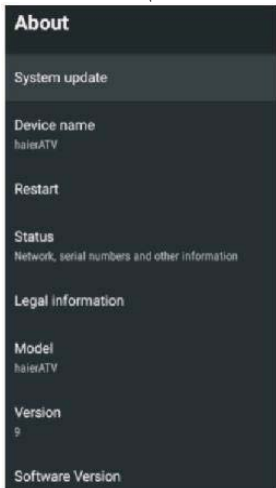 About
System update
Device name
haierATV
Restart
Status
Network, serial numbers and other information
Legal information
Model
haierATV
Version
9
Software Version